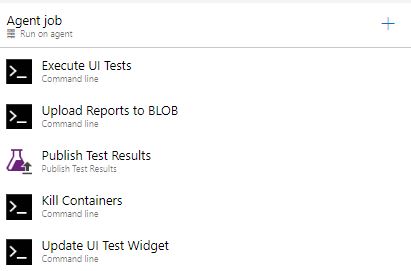 Agent job
Run on agent
Execute UI Tests
Command line
Upload Reports to BLOB
Command line
Publish Test Results
Publish Test Results
Kill Containers
Command line
Update UI Test Widget
Command line